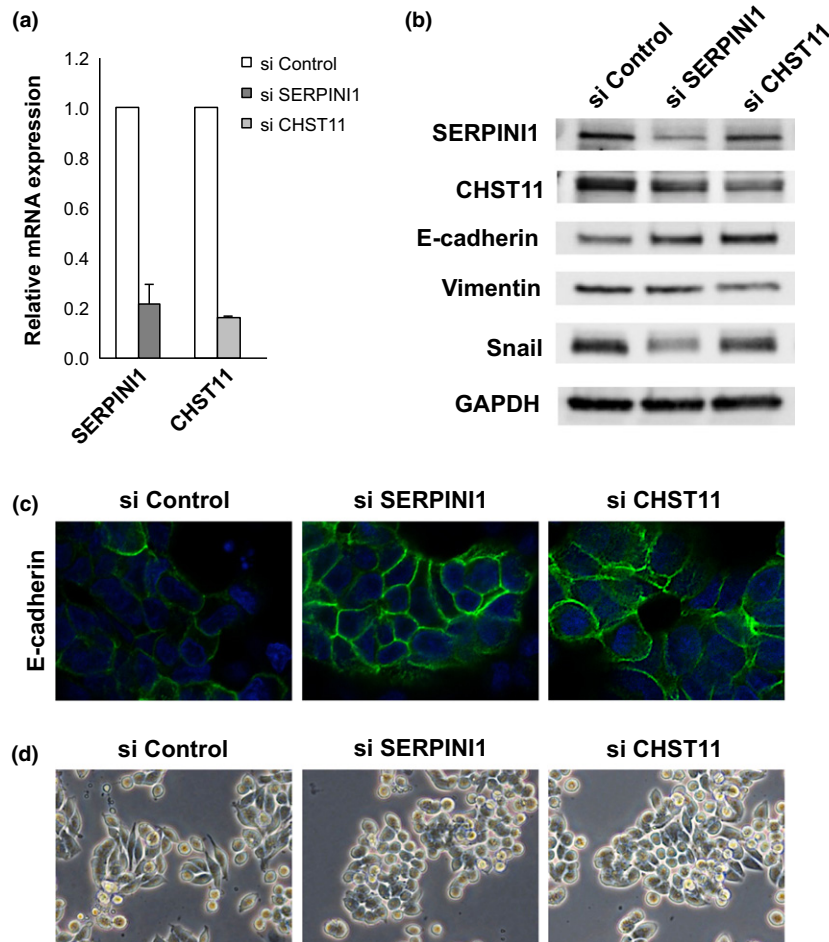 (a)
1.2
1.0
0.8
0.6
0.4
0.2
0.0
Relative mRNA expression
SERPINI1
CHST11
si Control
si SERPINI1
si CHST11
(b)
si Control
si SERPINI1
si CHST11
SERPINI1
CHST11
E-cadherin
Vimentin
Snail
GAPDH
(c)
si Control
si SERPINI1
si CHST11
E-cadherin
(d)
si Control
si SERPINI1
si CHST11